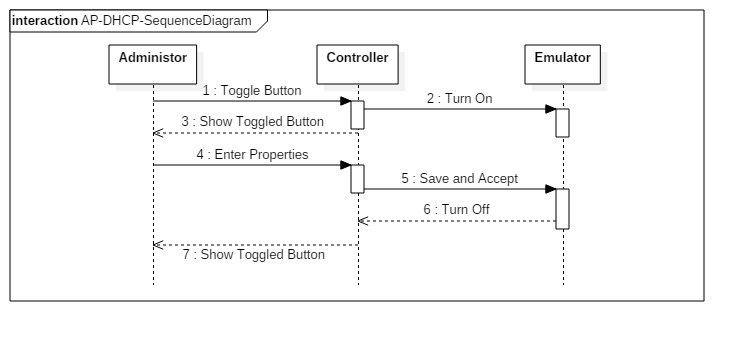 interaction AP-DHCP-SequenceDiagram
Administor
Controller
Emulator
1 : Toggle Button
2 : Turn On
3 : Show Toggled Button
4 : Enter Properties
5 : Save and Accept
6 : Turn Off
7 : Show Toggled Button